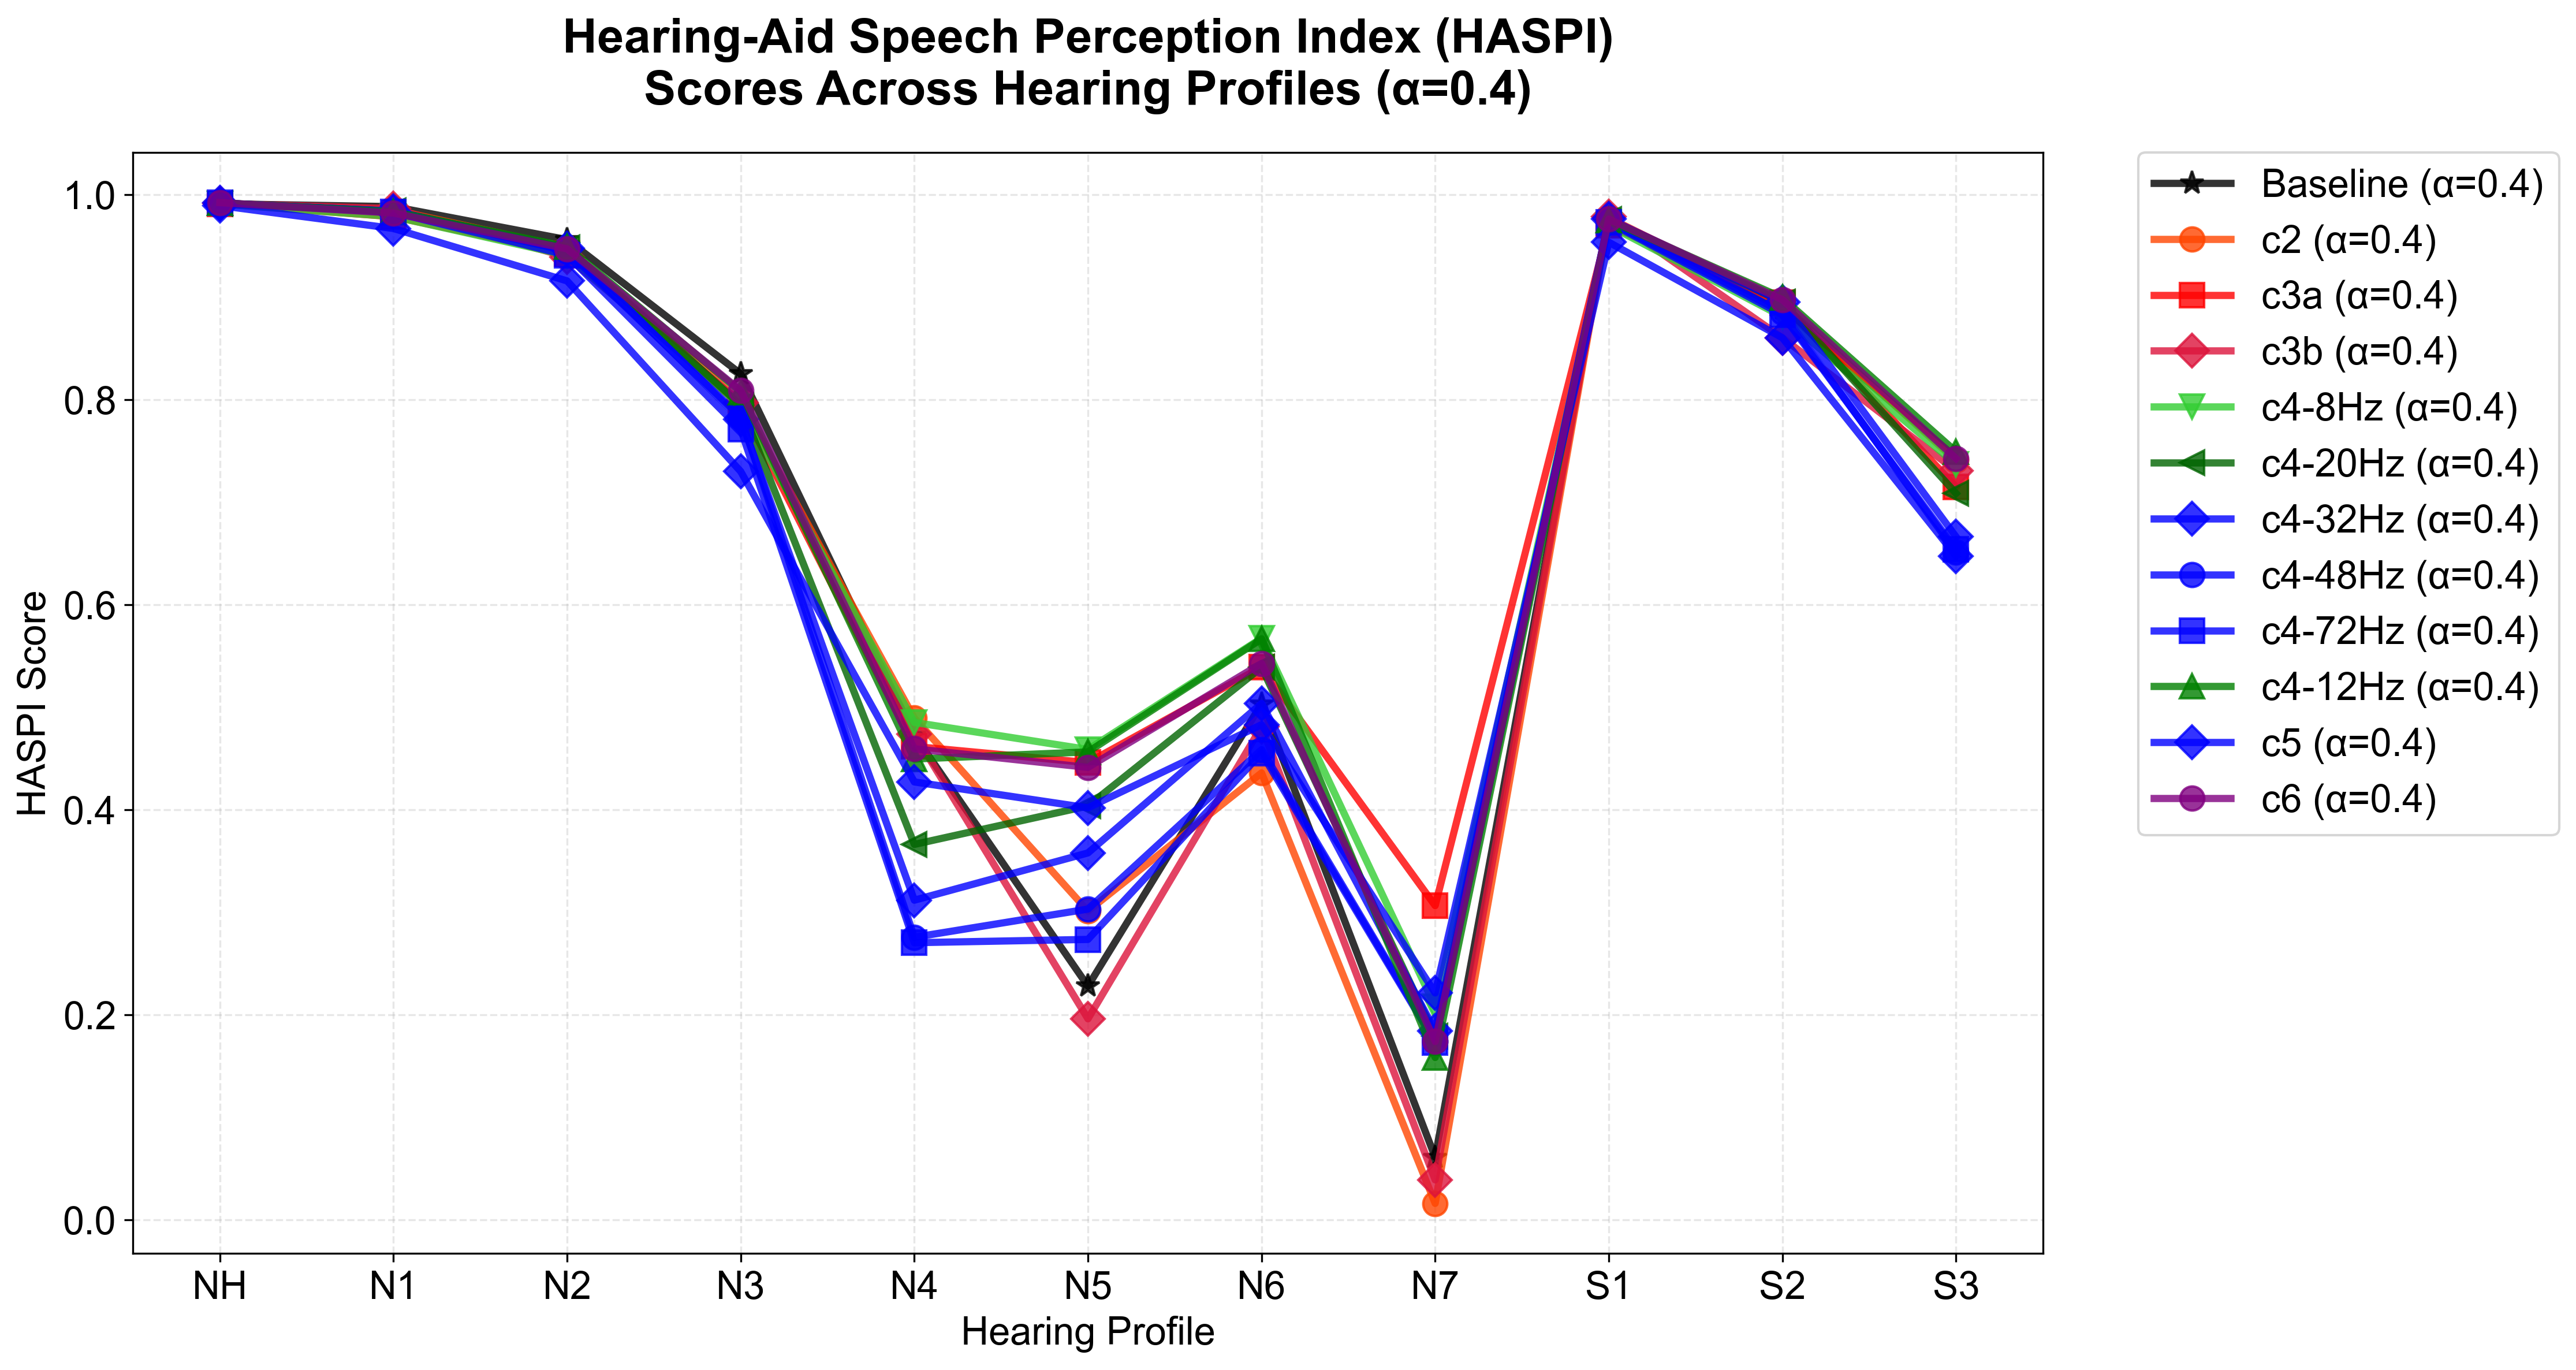 Hearing-Aid Speech Perception Index (HASPI)
Scores Across Hearing Profiles (α=0.4)
1.0
0.8
0.6
0.4
0.2
0.0
HASPI Score
NH N1 N2 N3 N4 N5 N6 N7 S1 S2 S3
Hearing Profile
Baseline (α=0.4)
c2 (α=0.4)
c3a (α=0.4)
c3b (α=0.4)
c4-8Hz (α=0.4)
c4-20Hz (α=0.4)
c4-32Hz (α=0.4)
c4-48Hz (α=0.4)
c4-72Hz (α=0.4)
c4-12Hz (α=0.4)
c5 (α=0.4)
c6 (α=0.4)